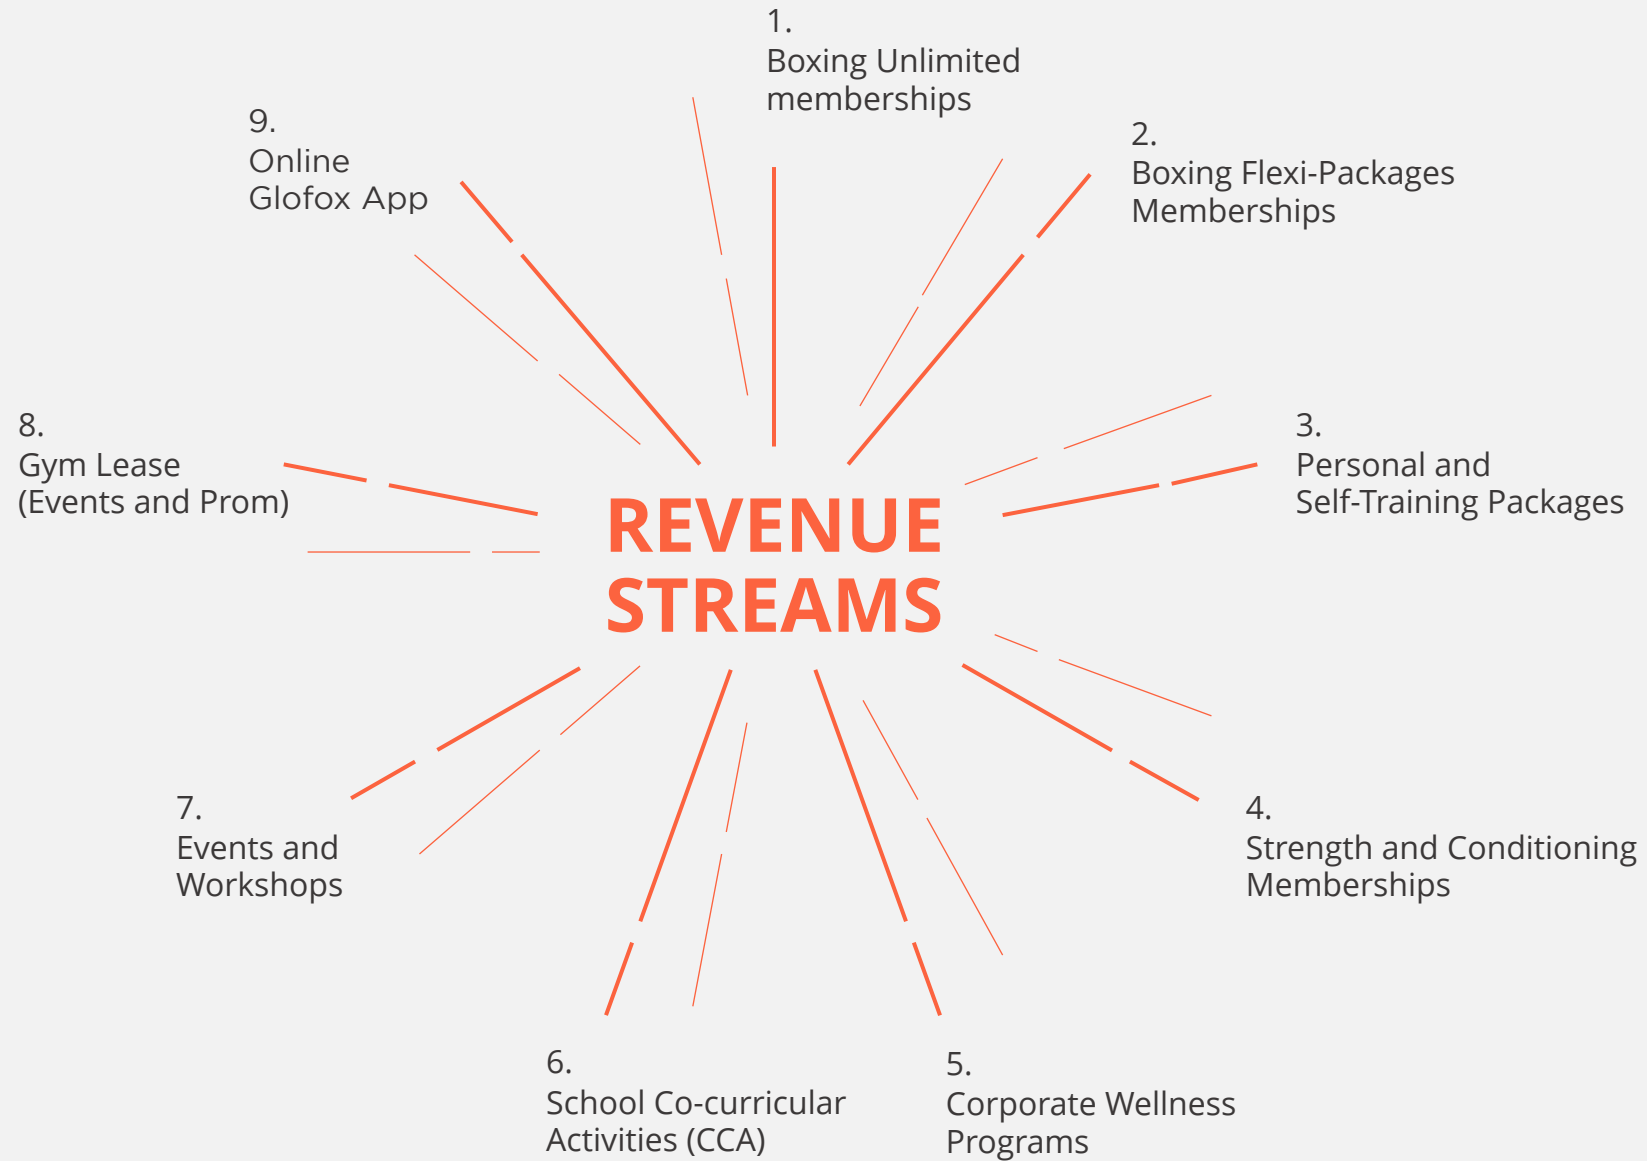 1.
Boxing Unlimited
memberships
2.
Boxing Flexi-Packages
Memberships
3.
Personal and
Self-Training Packages
4.
Strength and Conditioning
Memberships
5.
Corporate Wellness
Programs
6.
School Co-curricular
Activities (CCA)
7.
Events and
Workshops
8.
Gym Lease
(Events and Prom)
9.
Online
Glofox App
REVENUE
STREAMS